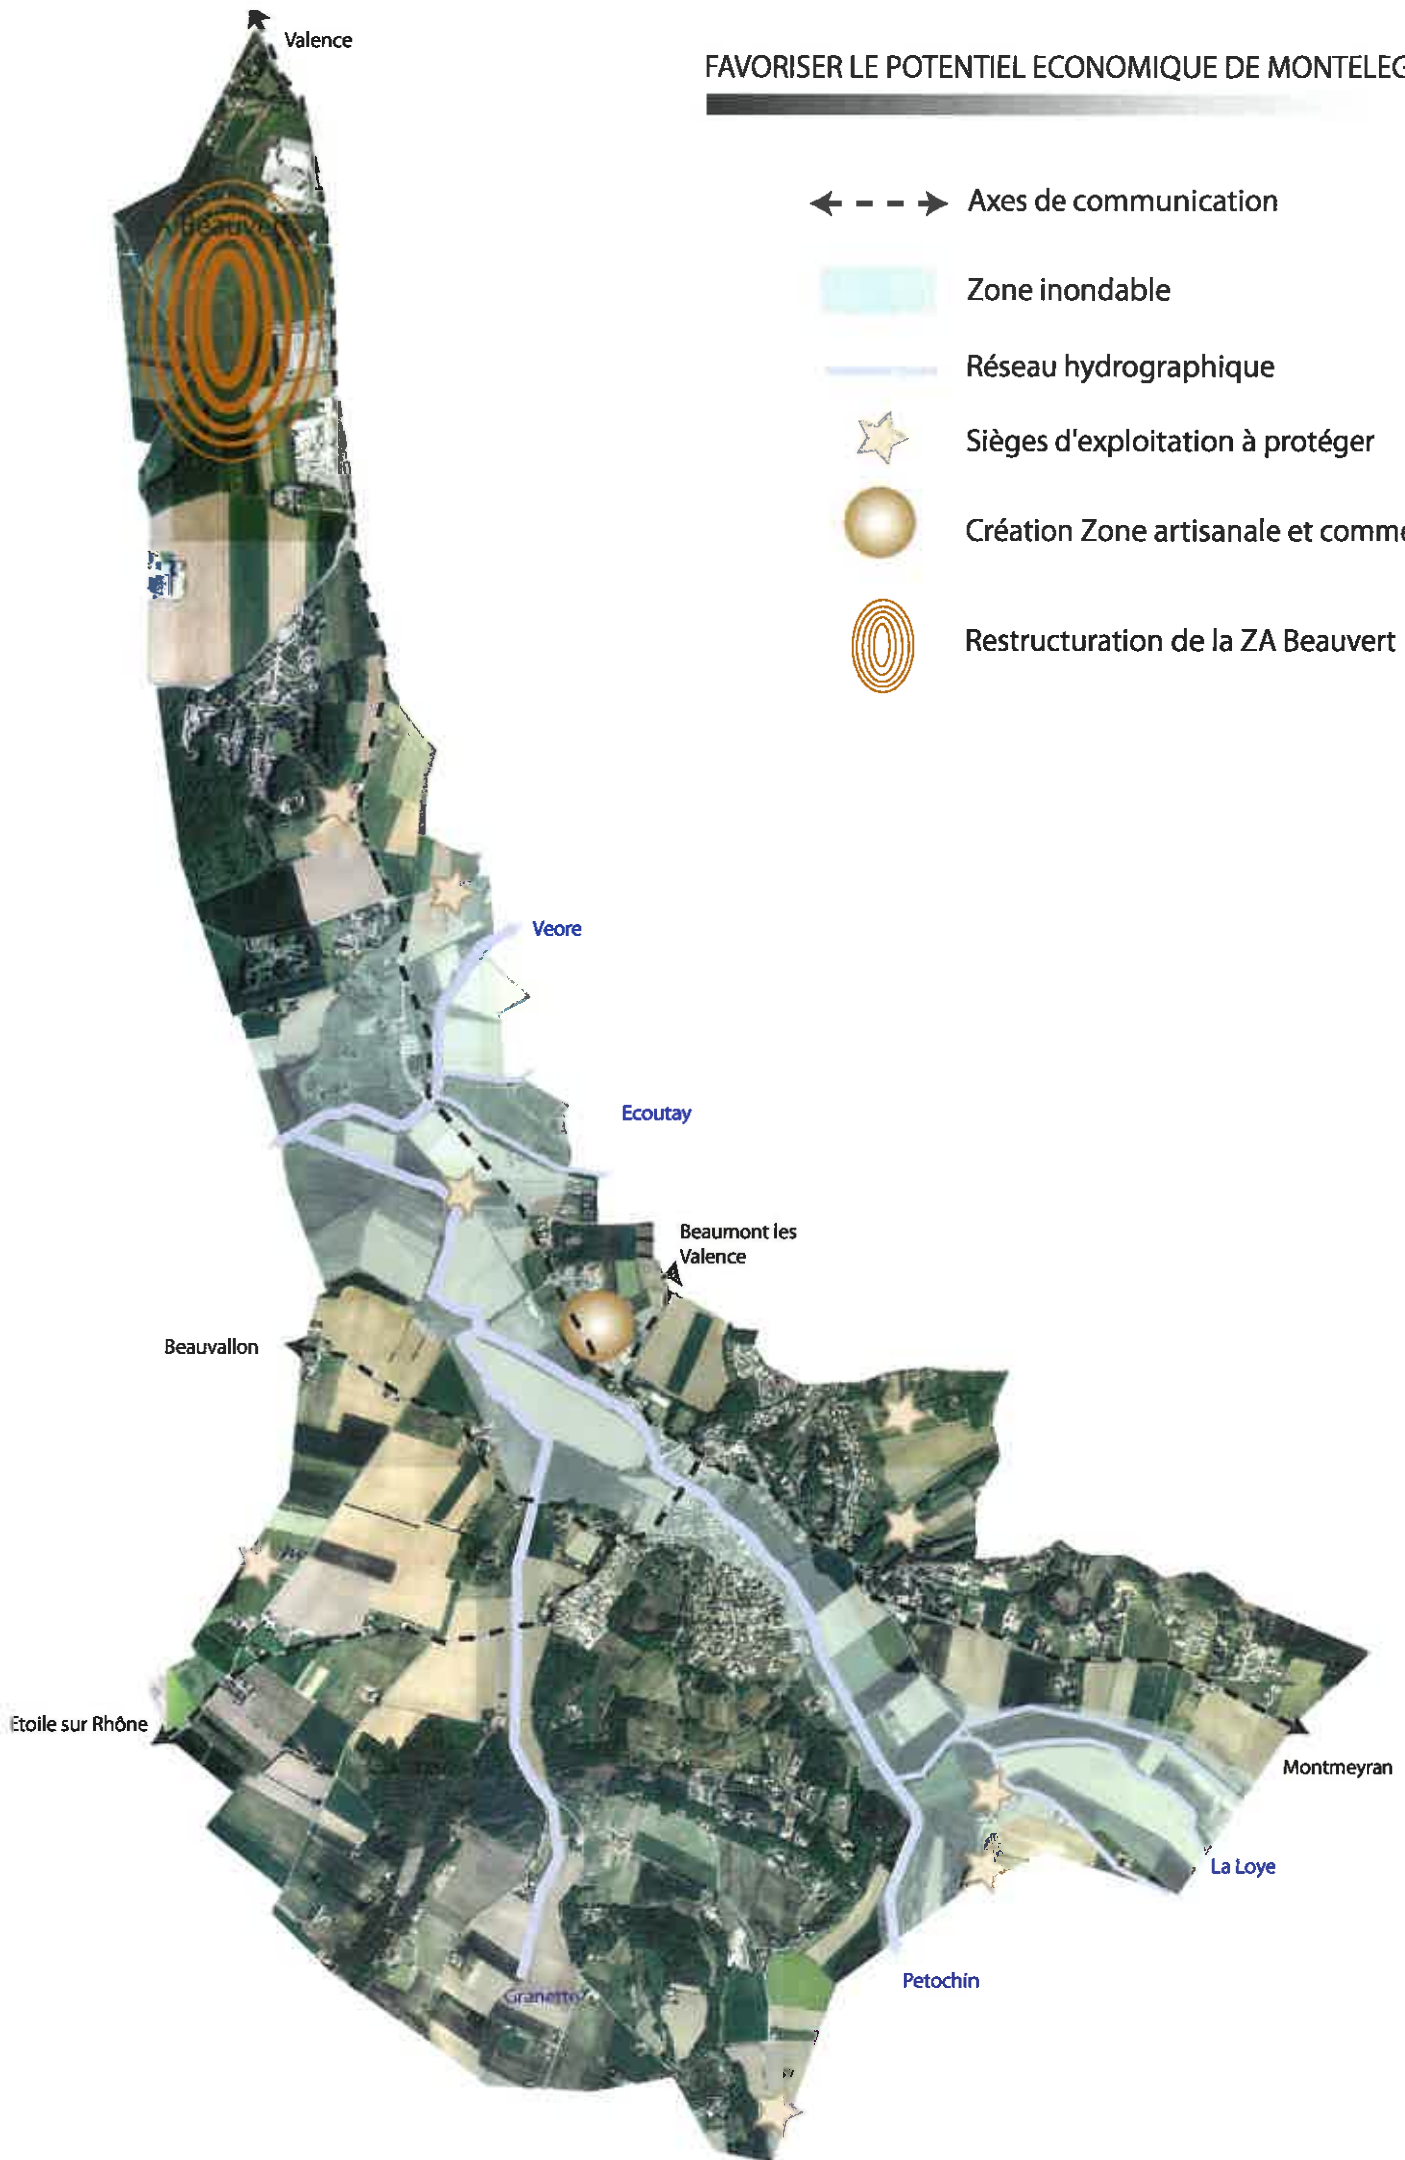 Valence
FAVORISER LE POTENTIEL ECONOMIQUE DE MONTELEG
Axes de communication
Zone inondable
Réseau hydrographique
Sièges d'exploitation à protéger
Création Zone artisanale et comme
Restructuration de la ZA Beauvert
Beauvert
Veore
Ecoutay
Beaumont les
Valence
Beauvallon
Etoile sur Rhône
Montmeyran
La Loye
Petochin
Granette